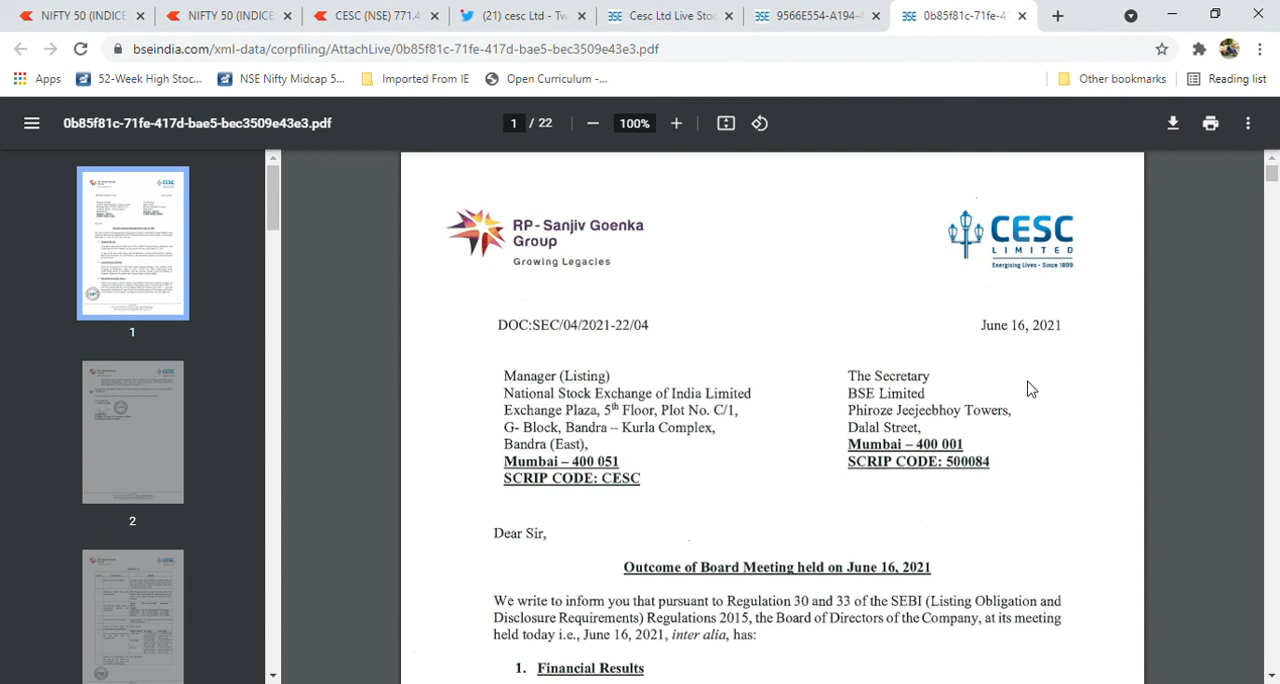 NIFTY 50 (INDICE
NIFTY 50 (INDICE
CESC (NSE) 771.4
(21) cesc Ltd - Tw
Cesc Ltd Live Stoc
9566E554-A194-
0b85f81c-71fe-4
bseindia.com/xml-data/corpfiling/AttachLive/0b85f81c-71fe-417d-bae5-bec3509e43e3.pdf
Apps
52-Week High Stoc...
NSE Nifty Midcap 5...
Imported From IE
Open Curriculum -...
Other bookmarks
Reading list
0b85f81c-71fe-417d-bae5-bec3509e43e3.pdf
1 / 22
100%
1
2
RP - Sanjiv Goenka
Group
Growing Legacies
CESC
LIMITED
Energising Lives - Since 1899
DOC:SEC/04/2021-22/04
June 16, 2021
Manager (Listing)
National Stock Exchange of India Limited
Exchange Plaza, 5th Floor, Plot No. C/1,
G- Block, Bandra – Kurla Complex,
Bandra (East),
Mumbai – 400 051
SCRIP CODE: CESC
The Secretary
BSE Limited
Phiroze Jeejeebhoy Towers,
Dalal Street,
Mumbai – 400 001
SCRIP CODE: 500084
Dear Sir,
Outcome of Board Meeting held on June 16, 2021
We write to inform you that pursuant to Regulation 30 and 33 of the SEBI (Listing Obligation and
Disclosure Requirements) Regulations 2015, the Board of Directors of the Company, at its meeting
held today i.e., June 16, 2021, inter alia, has:
1. Financial Results